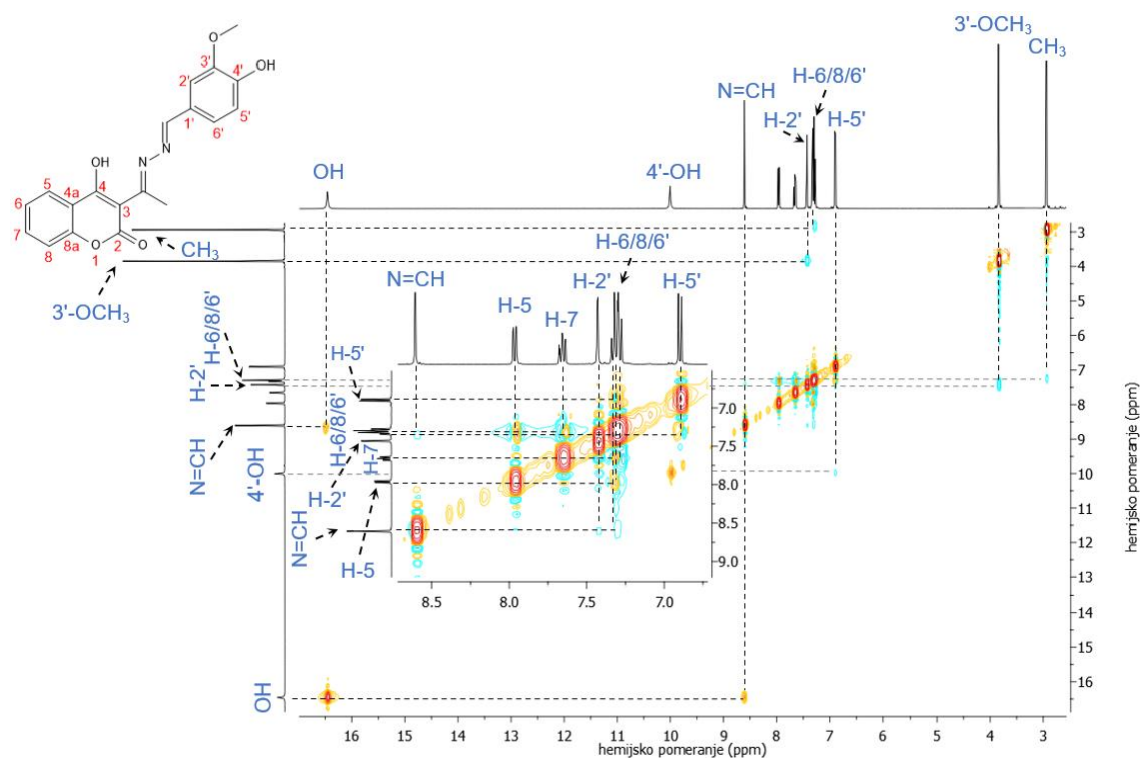 O
3'
2'
4'
OH
1'
5'
6'
N
N
OH
5
4
4a
6
3
7
8a
2
8
O
1
O
3'-OCH3
CH3
H-6/8/6'
N=CH
H-2'
H-5'
OH
4'-OH
CH3
3'-OCH3
H-6/8/6'
N=CH
H-5
H-7
H-2'
H-5'
H-6/8/6'
H-2'
N=CH
4'-OH
OH
H-5'
H-6/8/6'
H-7
H-2'
N=CH
H-5
7.0
7.5
8.0
8.5
9.0
8.5 8.0 7.5 7.0
3
4
5
6
7
8
9
10
11
12
13
14
15
16
hemijsko pomeranje (ppm)
16 15 14 13 12 11 10 9 8 7 6 5 4 3
hemijsko pomeranje (ppm)